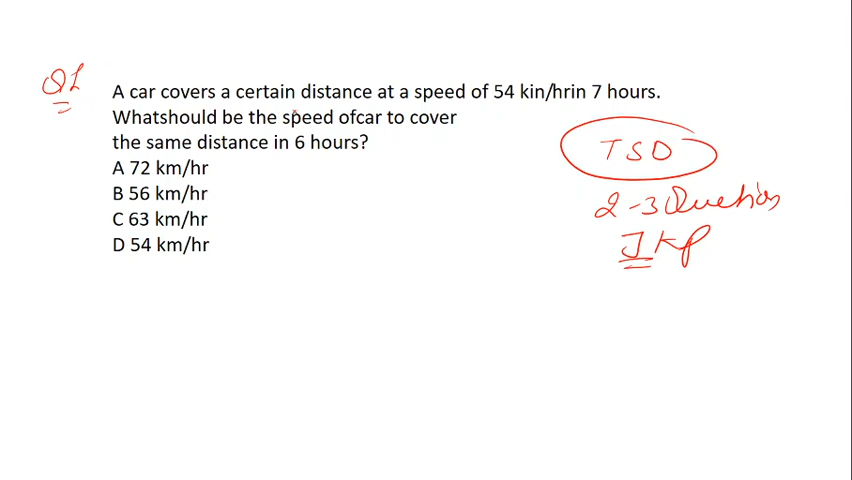 Q1
A car covers a certain distance at a speed of 54 kin/hrin 7 hours.
Whatshould be the speed ofcar to cover
the same distance in 6 hours?
A 72 km/hr
B 56 km/hr
C 63 km/hr
D 54 km/hr
TSD
2-3 Question
JKP